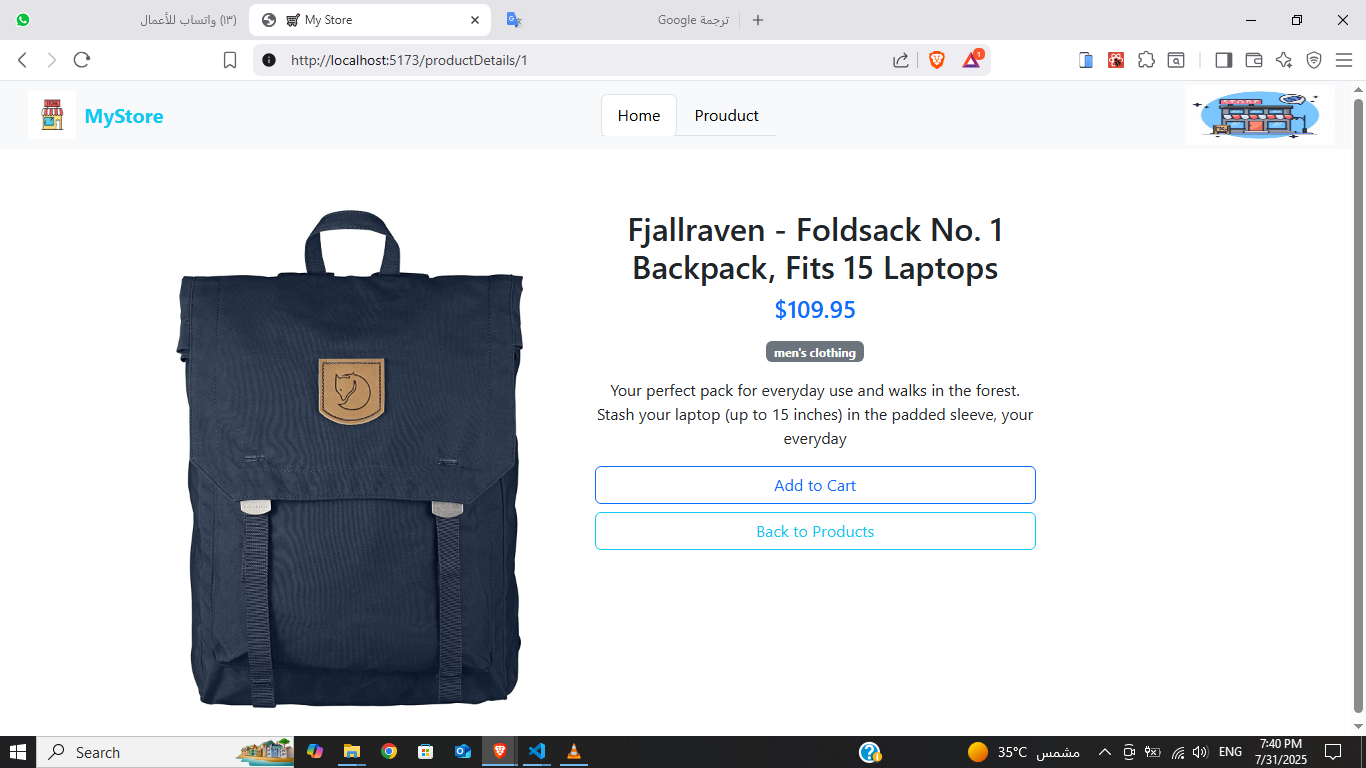 (١٣) واتساب للأعمال
My Store
ترجمة Google
http://localhost:5173/productDetails/1
1
MyStore
Home
Prouduct
STORE
Fjallraven - Foldsack No. 1
Backpack, Fits 15 Laptops
$109.95
men's clothing
Your perfect pack for everyday use and walks in the forest.
Stash your laptop (up to 15 inches) in the padded sleeve, your
everyday
Add to Cart
Back to Products
Search
35°C مشمس
ENG
7:40 PM
7/31/2025